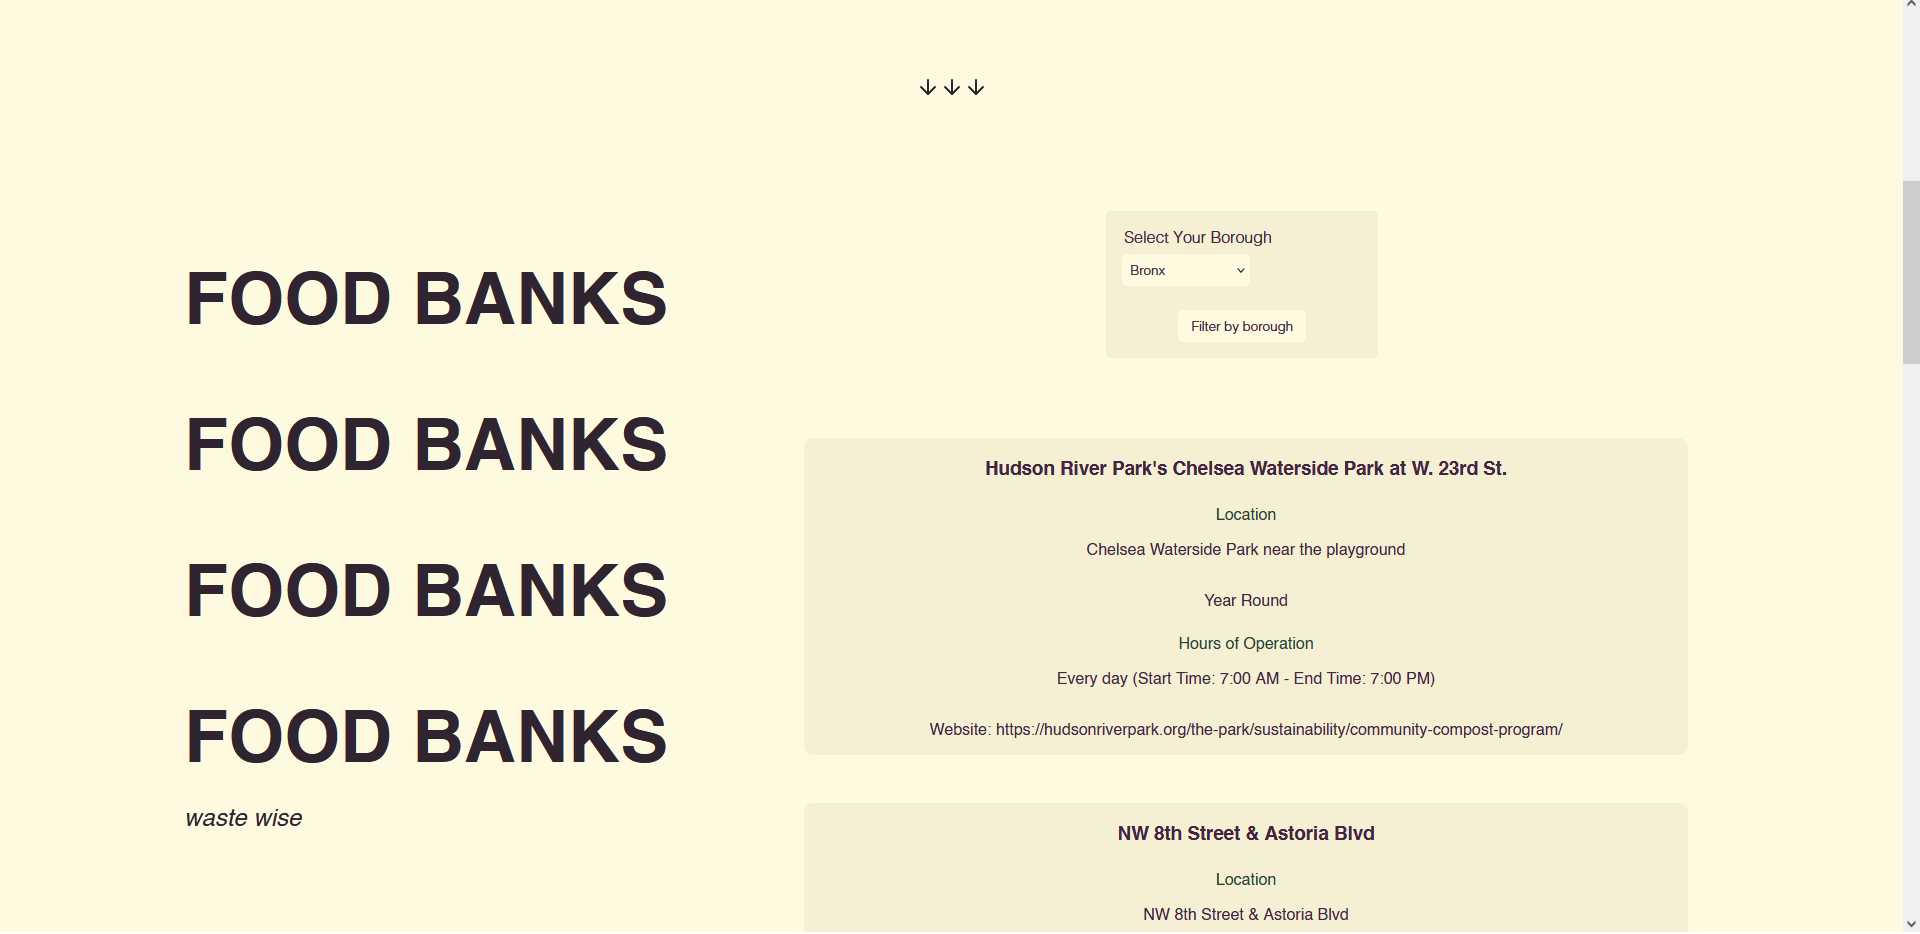 FOOD BANKS
FOOD BANKS
FOOD BANKS
FOOD BANKS
waste wise
Select Your Borough
Bronx
Filter by borough
Hudson River Park's Chelsea Waterside Park at W. 23rd St.
Location
Chelsea Waterside Park near the playground
Year Round
Hours of Operation
Every day (Start Time: 7:00 AM - End Time: 7:00 PM)
Website: https://hudsonriverpark.org/the-park/sustainability/community-compost-program/
NW 8th Street & Astoria Blvd
Location
NW 8th Street & Astoria Blvd